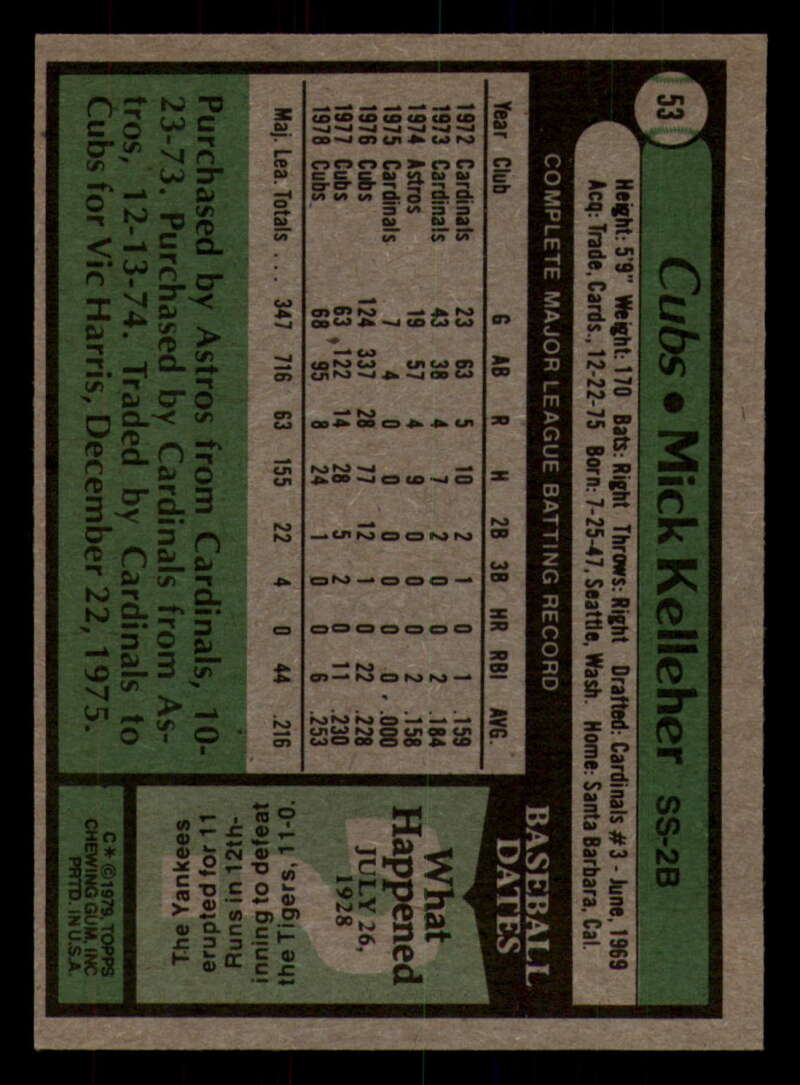 53
Cubs • Mick Kelleher SS-2B
Height: 5'9" Weight: 170 Bats: Right Throws: Right Drafted: Cardinals #3 - June, 1969
Acq: Trade, Cards., 12-22-75 Born: 7-25-47, Seattle, Wash. Home: Santa Barbara, Cal.
COMPLETE MAJOR LEAGUE BATTING RECORD
Year Club G AB R H 2B 3B HR RBI AVG.
1972 Cardinals 23 63 5 10 2 1 0 1 .159
1973 Cardinals 43 38 4 7 2 0 0 2 .184
1974 Astros 19 57 4 9 0 0 0 2 .158
1975 Cardinals 7 4 0 0 0 0 0 0 .000
1976 Cubs 124 337 28 77 12 1 0 22 .228
1977 Cubs 63 122 14 28 5 2 0 11 .230
1978 Cubs 68 95 8 24 1 0 0 6 .253
Maj. Lea. Totals . . . 347 716 63 155 22 4 0 44 .216
Purchased by Astros from Cardinals, 10-
23-73. Purchased by Cardinals from As-
tros, 12-13-74. Traded by Cardinals to
Cubs for Vic Harris, December 22, 1975.
BASEBALL
DATES
What
Happened
JULY 26,
1928
The Yankees
erupted for 11
Runs in 12th-
inning to defeat
the Tigers, 11-0.
C*©1979, TOPPS
CHEWING GUM, INC
PRTD. IN U.S.A.